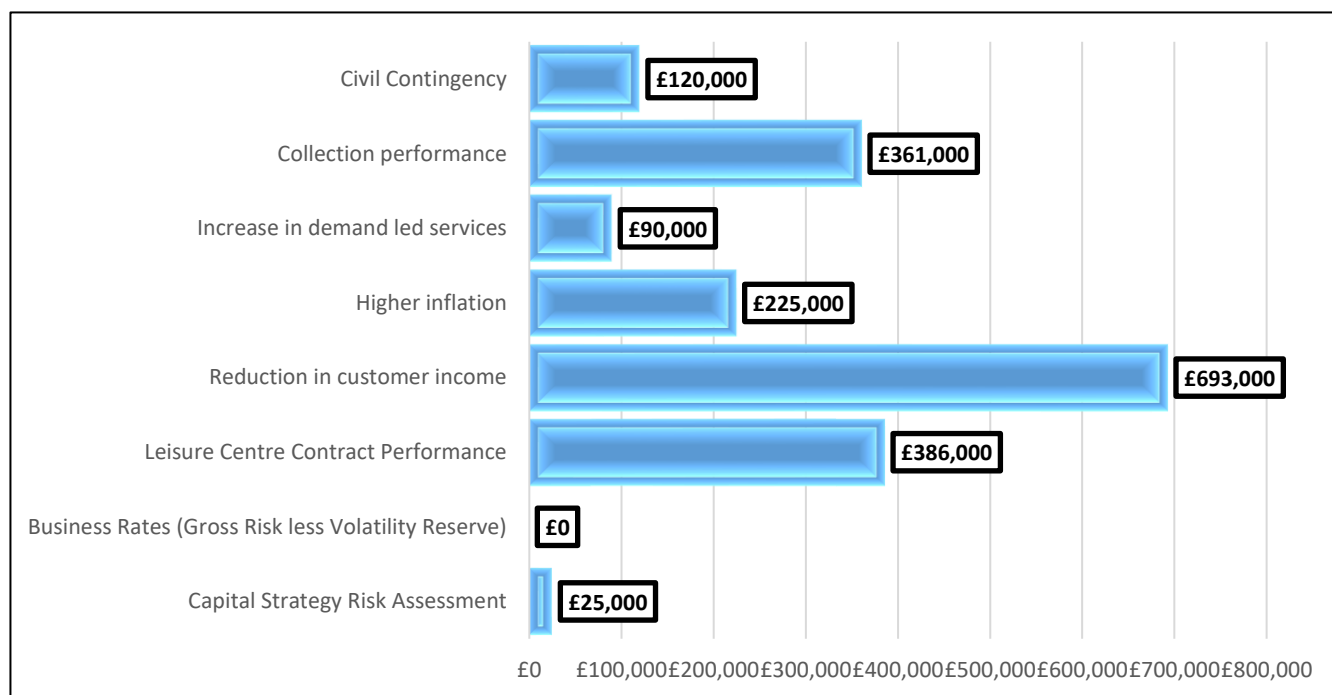 Civil Contingency £120,000
Collection performance £361,000
Increase in demand led services £90,000
Higher inflation £225,000
Reduction in customer income £693,000
Leisure Centre Contract Performance £386,000
Business Rates (Gross Risk less Volatility Reserve) £0
Capital Strategy Risk Assessment £25,000
£0 £100,000 £200,000 £300,000 £400,000 £500,000 £600,000 £700,000 £800,000